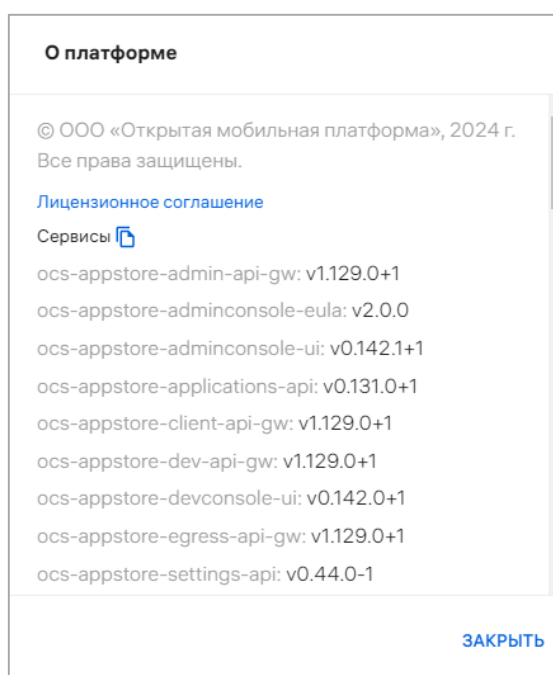 О платформе
© ООО «Открытая мобильная платформа», 2024 г.
Все права защищены.
Лицензионное соглашение
Сервисы
ocs-appstore-admin-api-gw: v1.129.0+1
ocs-appstore-adminconsole-eula: v2.0.0
ocs-appstore-adminconsole-ui: v0.142.1+1
ocs-appstore-applications-api: v0.131.0+1
ocs-appstore-client-api-gw: v1.129.0+1
ocs-appstore-dev-api-gw: v1.129.0+1
ocs-appstore-devconsole-ui: v0.142.0+1
ocs-appstore-egress-api-gw: v1.129.0+1
ocs-appstore-settings-api: v0.44.0-1
ЗАКРЫТЬ